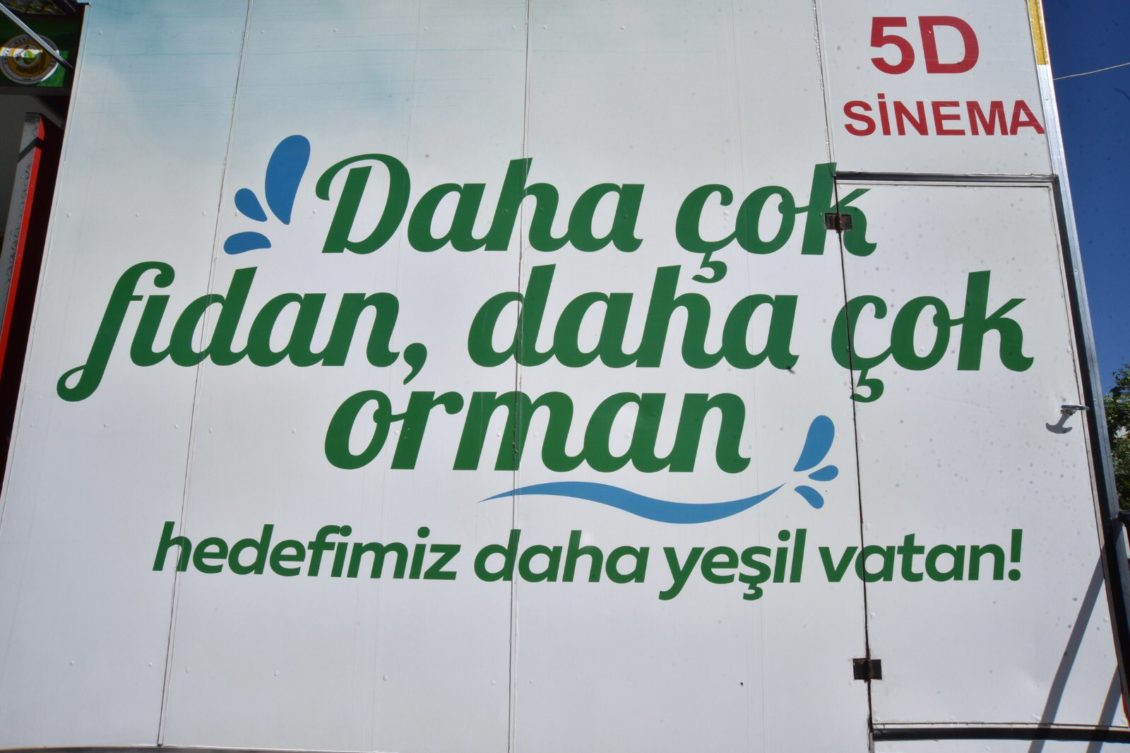 5D
SİNEMA
Daha çok
fidan, daha çok
orman
hedefimiz daha yeşil vatan!